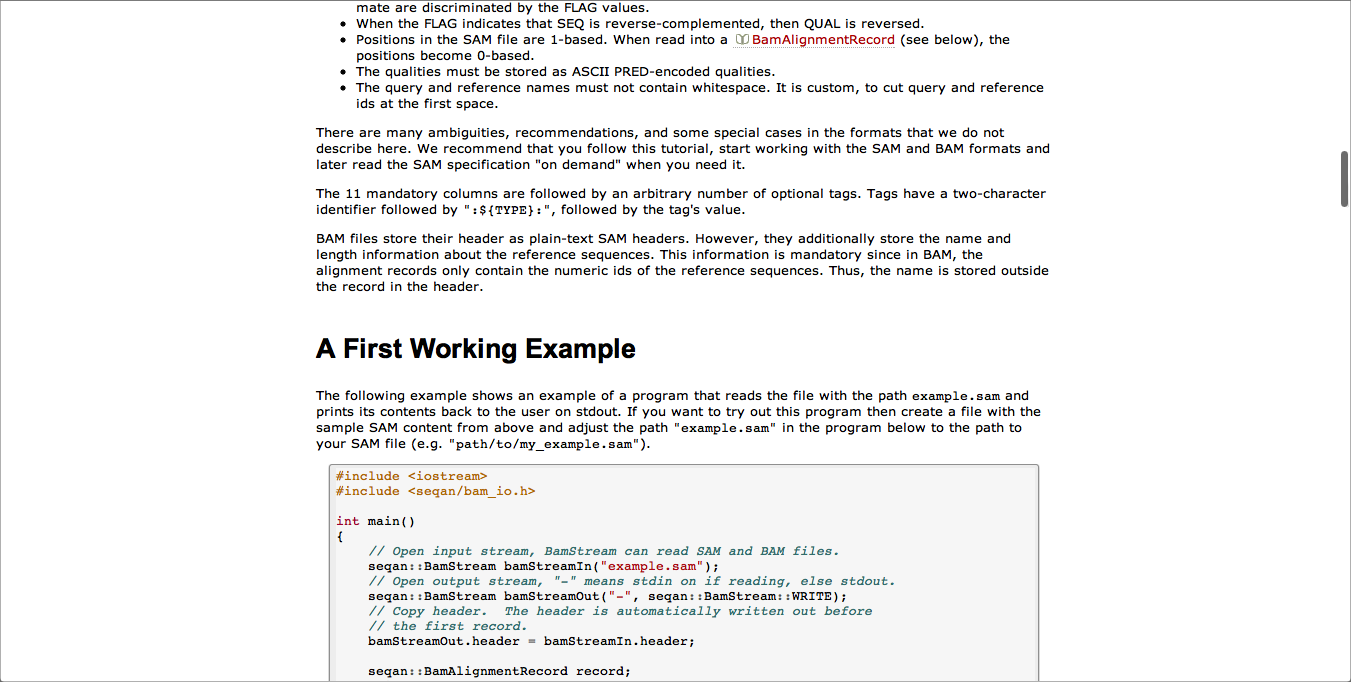 mate are discriminated by the FLAG values.
• When the FLAG indicates that SEQ is reverse-complemented, then QUAL is reversed.
• Positions in the SAM file are 1-based. When read into a BamAlignmentRecord (see below), the
positions become 0-based.
• The qualities must be stored as ASCII PRED-encoded qualities.
• The query and reference names must not contain whitespace. It is custom, to cut query and reference
ids at the first space.
There are many ambiguities, recommendations, and some special cases in the formats that we do not
describe here. We recommend that you follow this tutorial, start working with the SAM and BAM formats and
later read the SAM specification "on demand" when you need it.
The 11 mandatory columns are followed by an arbitrary number of optional tags. Tags have a two-character
identifier followed by ":${TYPE}:", followed by the tag's value.
BAM files store their header as plain-text SAM headers. However, they additionally store the name and
length information about the reference sequences. This information is mandatory since in BAM, the
alignment records only contain the numeric ids of the reference sequences. Thus, the name is stored outside
the record in the header.
A First Working Example
The following example shows an example of a program that reads the file with the path example.sam and
prints its contents back to the user on stdout. If you want to try out this program then create a file with the
sample SAM content from above and adjust the path "example.sam" in the program below to the path to
your SAM file (e.g. "path/to/my_example.sam").
#include <iostream>
#include <seqan/bam_io.h>
int main()
{
// Open input stream, BamStream can read SAM and BAM files.
seqan::BamStream bamStreamIn("example.sam");
// Open output stream, "-" means stdin on if reading, else stdout.
seqan::BamStream bamStreamOut("-", seqan::BamStream::WRITE);
// Copy header.  The header is automatically written out before
// the first record.
bamStreamOut.header = bamStreamIn.header;
seqan::BamAlignmentRecord record;